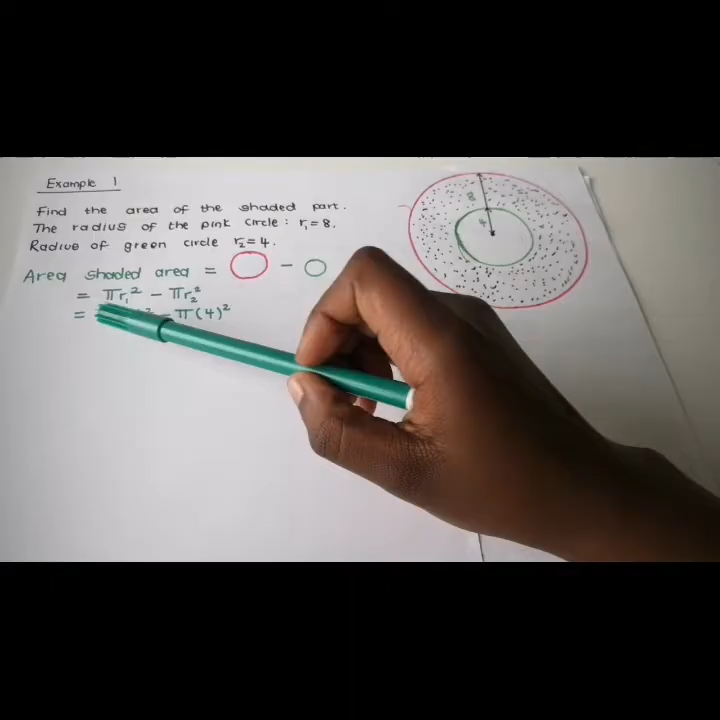 Example 1
Find the area of the shaded part.
The radius of the pink circle : r₁ = 8.
Radius of green circle r₂ = 4.
Area shaded area = ◯ - ◯
= πr₁² - πr₂²
= ² - π(4)²
8
4